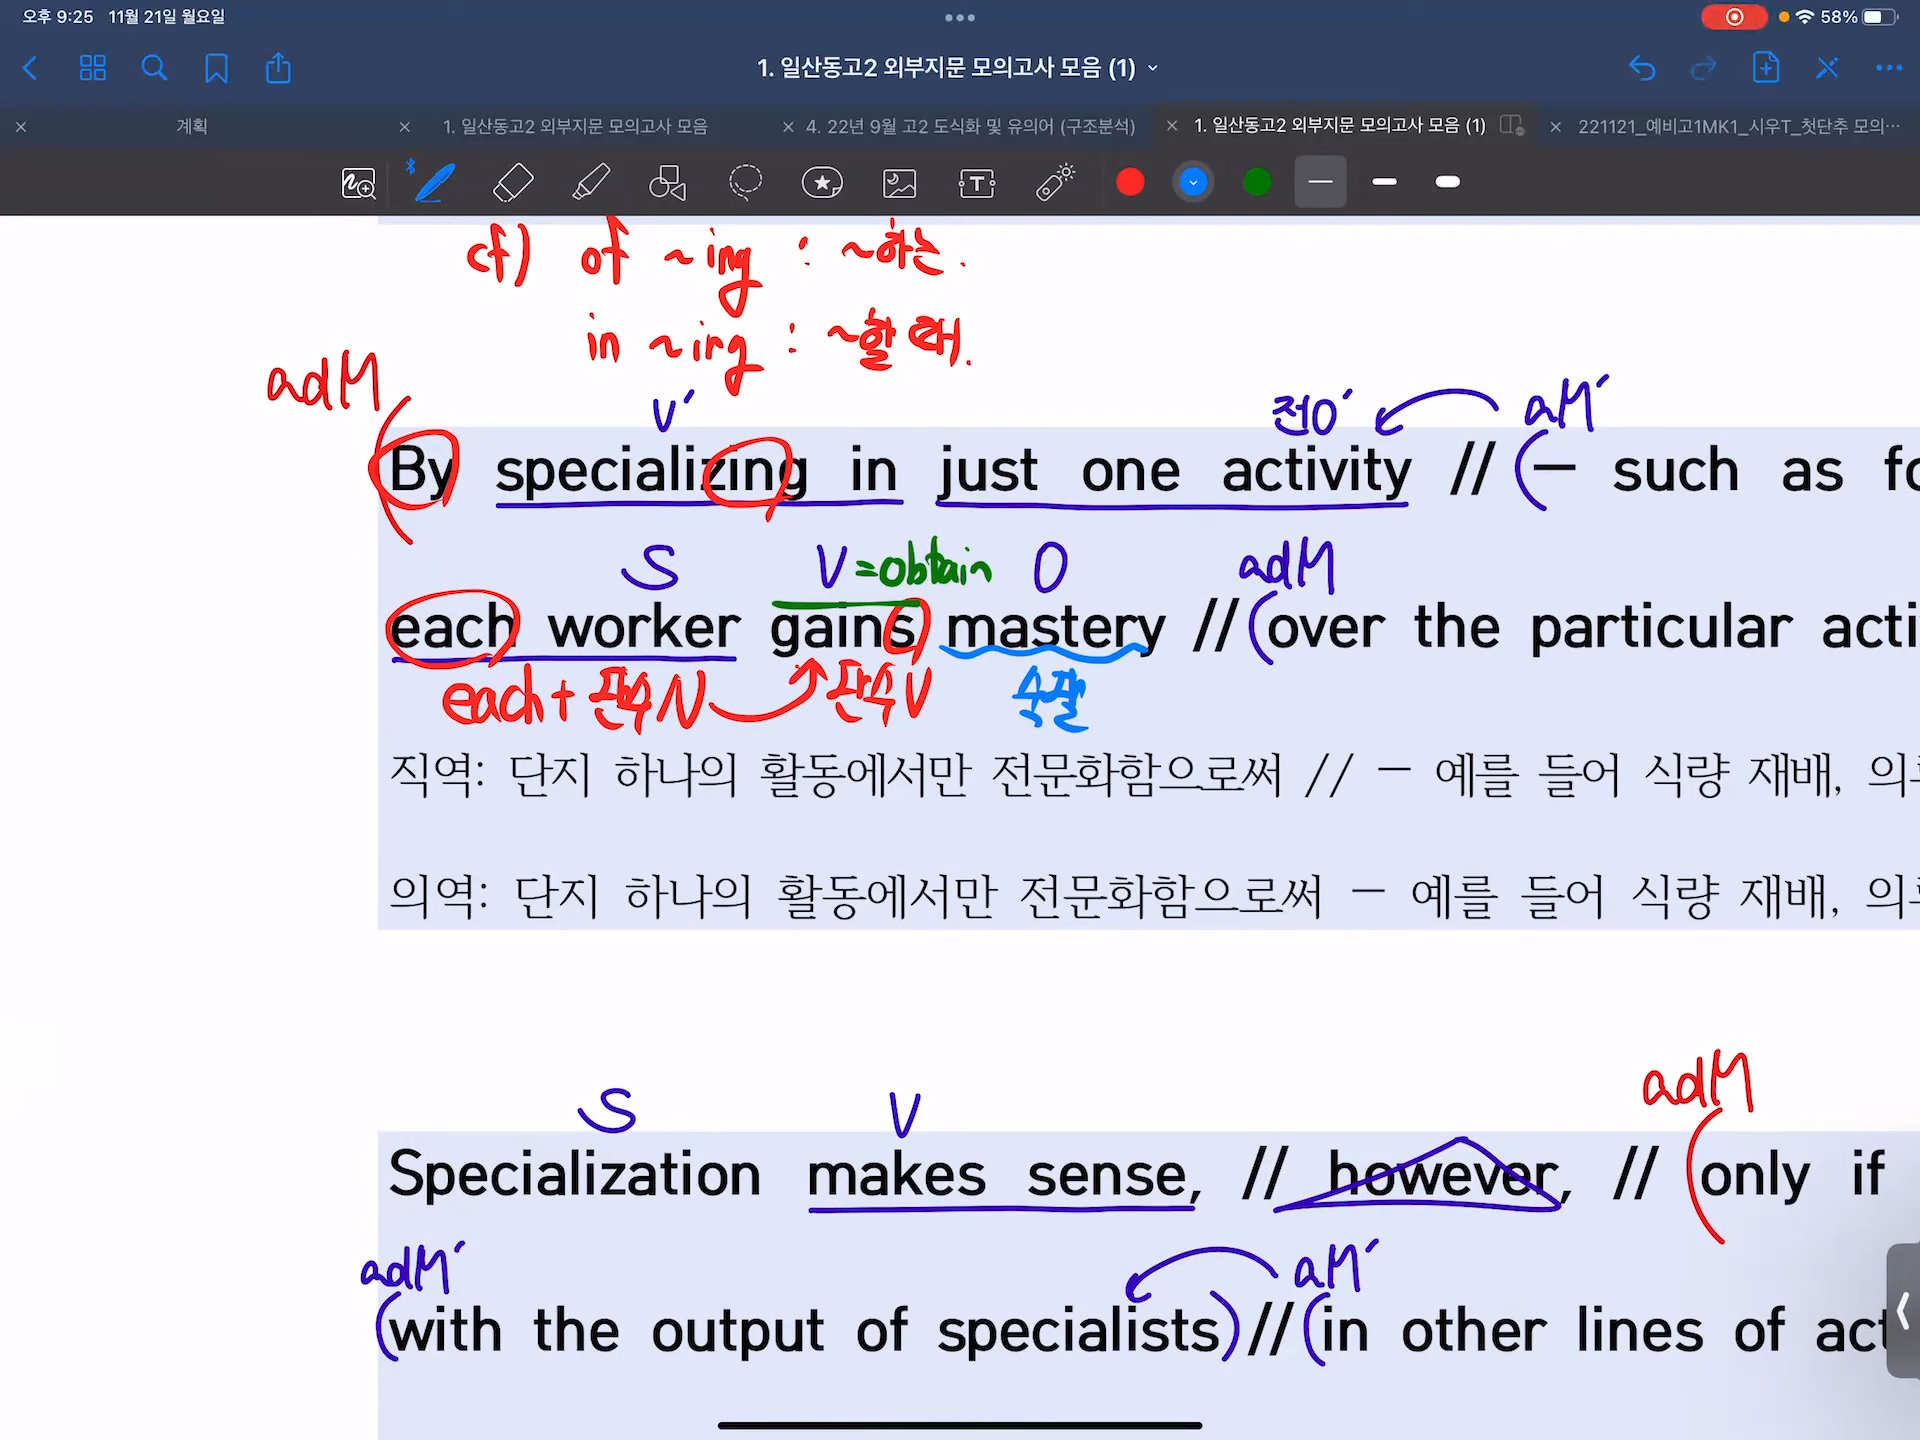 오후 9:25 11월 21일 월요일
58%
1. 일산동고2 외부지문 모의고사 모음 (1)
계획
1. 일산동고2 외부지문 모의고사 모음
4. 22년 9월 고2 도식화 및 유의어 (구조분석)
1. 일산동고2 외부지문 모의고사 모음 (1)
221121_예비고1MK1_시우T_첫단추 모의…
cf) of ~ing : ~하는.
in ~ing : ~할 때.
adM
V' 전O' aM'
By specializing in just one activity // (— such as fo
S V =obtain O adM
each worker gains mastery // (over the particular acti
each + 단수N 단수V 숙달
직역: 단지 하나의 활동에서만 전문화함으로써 // — 예를 들어 식량 재배, 의류
의역: 단지 하나의 활동에서만 전문화함으로써 — 예를 들어 식량 재배, 의류
S V adM
Specialization makes sense, // however, // (only if
adM' aM'
(with the output of specialists) // (in other lines of act